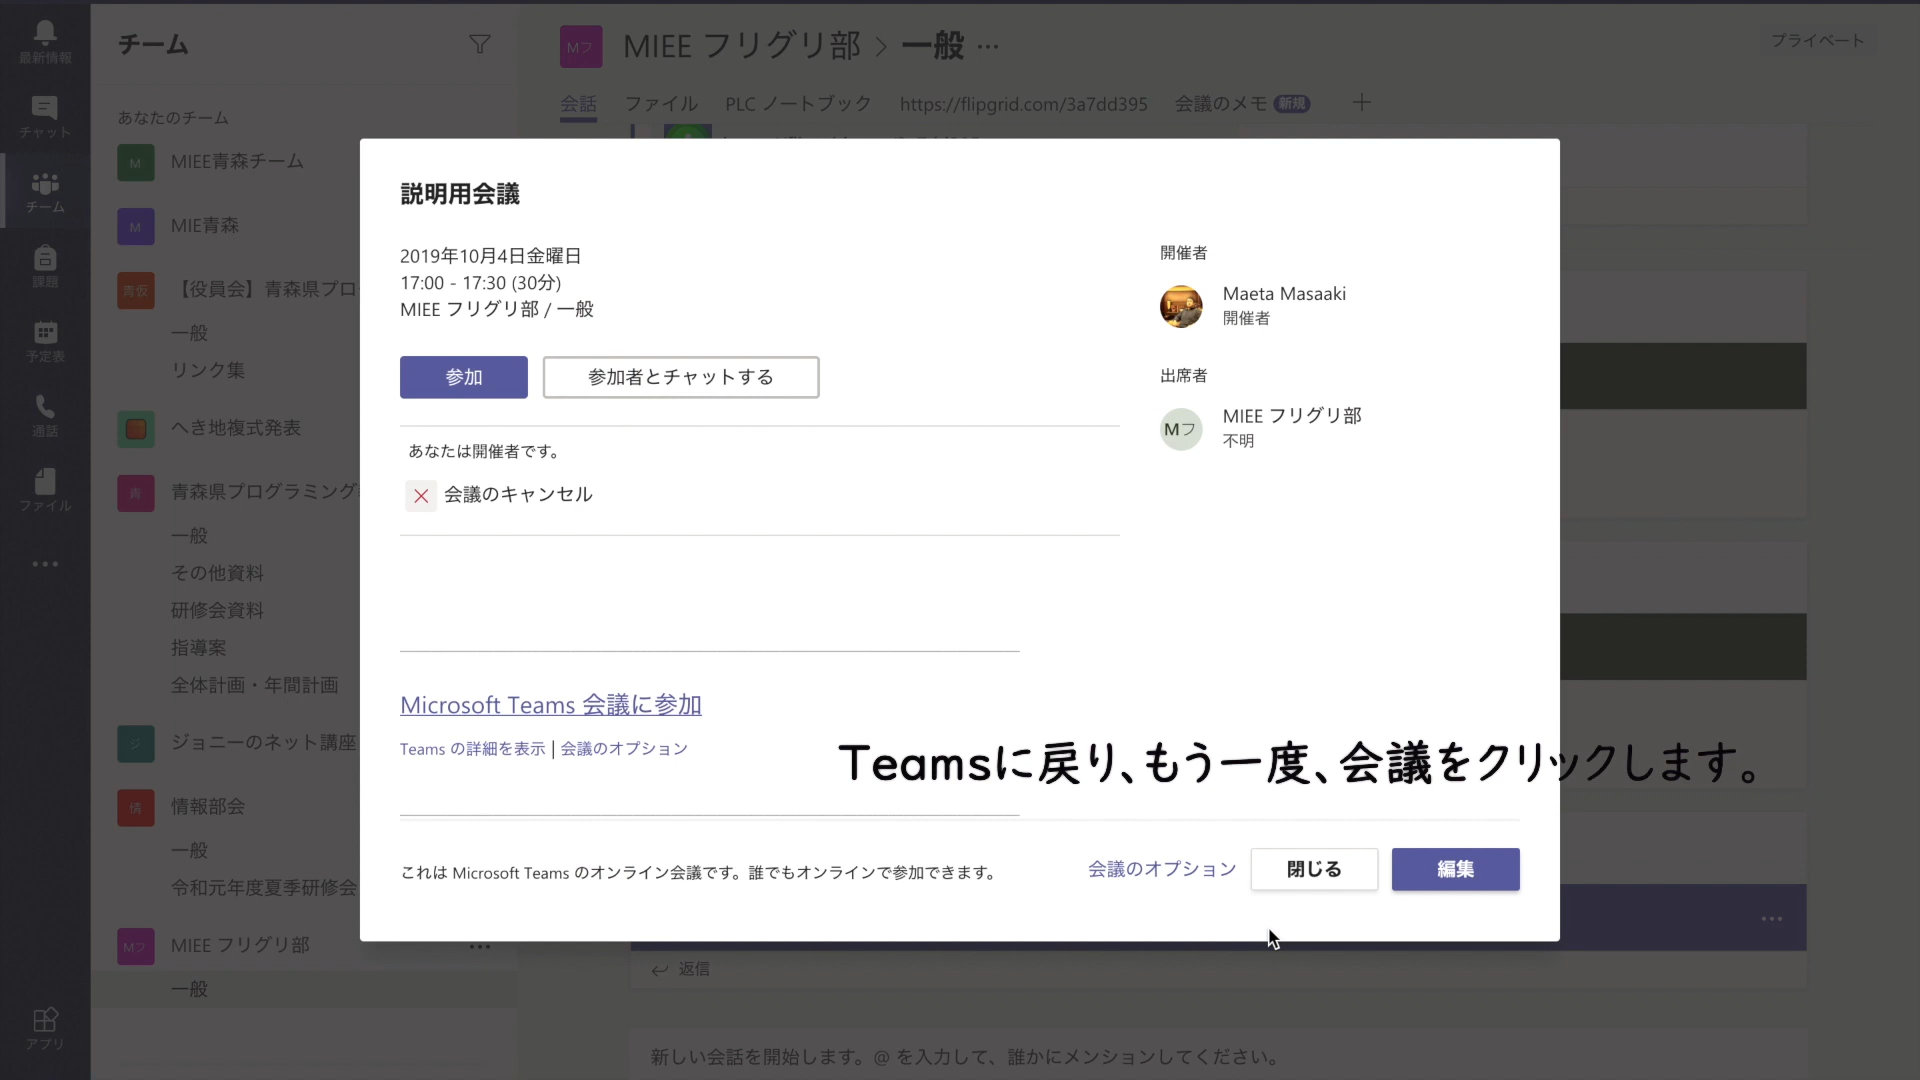 最新情報
チャット
チーム
課題
予定表
通話
ファイル
アプリ
チーム
あなたのチーム
M MIEE青森チーム
M MIE青森
青仮 【役員会】青森県プロ
一般
リンク集
へき地複式発表
青 青森県プログラミング
一般
その他資料
研修会資料
指導案
全体計画・年間計画
ジ ジョニーのネット講座
情 情報部会
一般
令和元年度夏季研修会
Mフ MIEE フリグリ部 ...
一般
Mフ MIEE フリグリ部 > 一般 ...
プライベート
会話 ファイル PLC ノートブック https://flipgrid.com/3a7dd395 会議のメモ 新規 +
説明用会議
2019年10月4日金曜日
17:00 - 17:30 (30分)
MIEE フリグリ部 / 一般
参加 参加者とチャットする
あなたは開催者です。
会議のキャンセル
開催者
Maeta Masaaki
開催者
出席者
Mフ MIEE フリグリ部
不明
Microsoft Teams 会議に参加
Teams の詳細を表示 | 会議のオプション
Teamsに戻り、もう一度、会議をクリックします。
これは Microsoft Teams のオンライン会議です。誰でもオンラインで参加できます。
会議のオプション 閉じる 編集
返信
新しい会話を開始します。@ を入力して、誰かにメンションしてください。